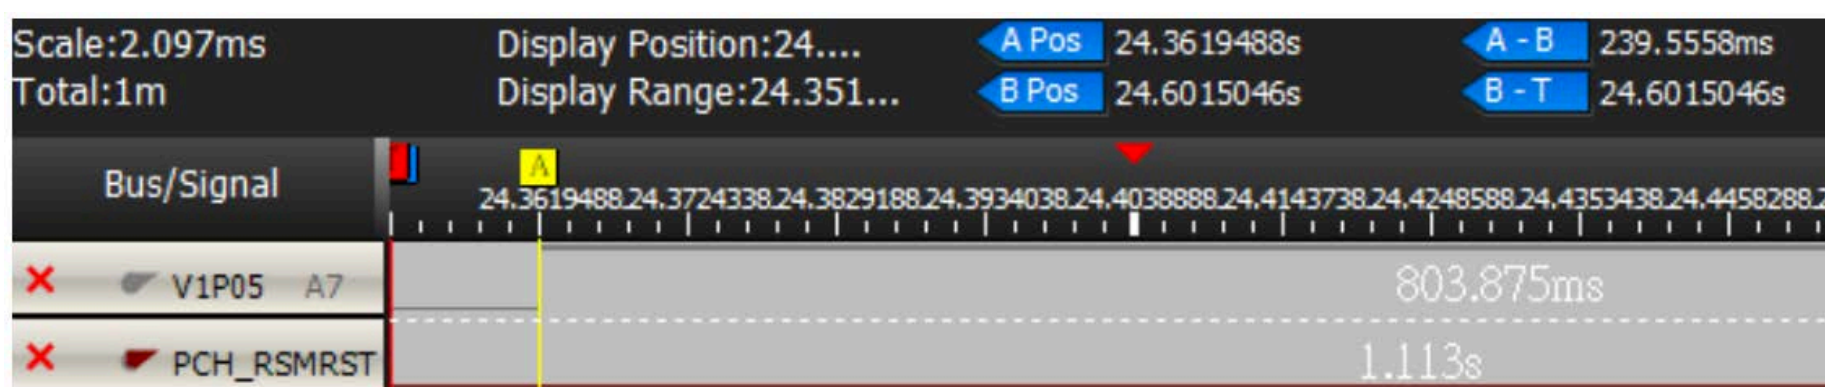 Scale:2.097ms Display Position:24.... A Pos 24.3619488s A - B 239.5558ms
Total:1m Display Range:24.351... B Pos 24.6015046s B - T 24.6015046s
A
Bus/Signal 24.3619488.24.3724338.24.3829188.24.3934038.24.4038888.24.4143738.24.4248588.24.4353438.24.4458288.2
V1P05 A7 803.875ms
PCH_RSMRST 1.113s